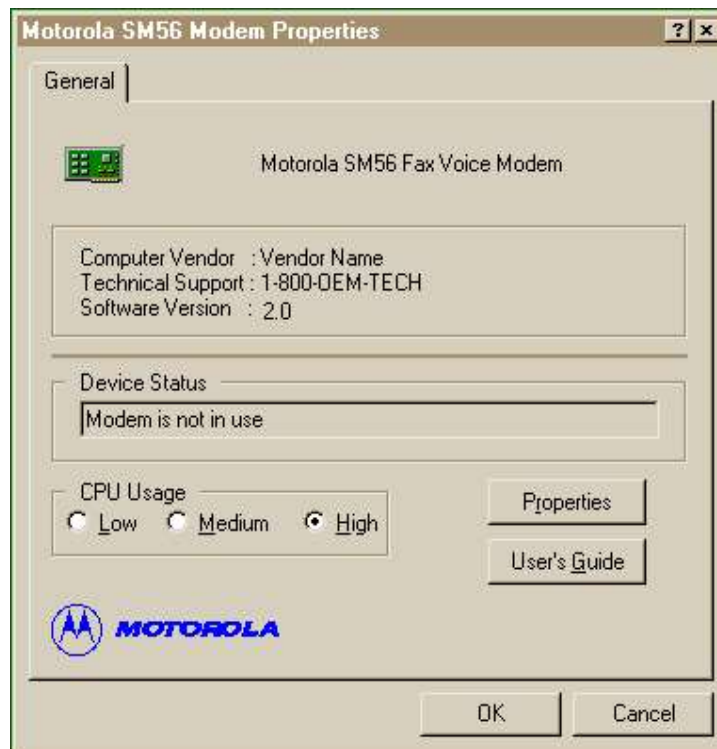 Motorola SM56 Modem Properties
General
Motorola SM56 Fax Voice Modem
Computer Vendor : Vendor Name
Technical Support : 1-800-OEM-TECH
Software Version : 2.0
Device Status
Modem is not in use
CPU Usage
Low Medium High
Properties
User's Guide
MOTOROLA
OK Cancel